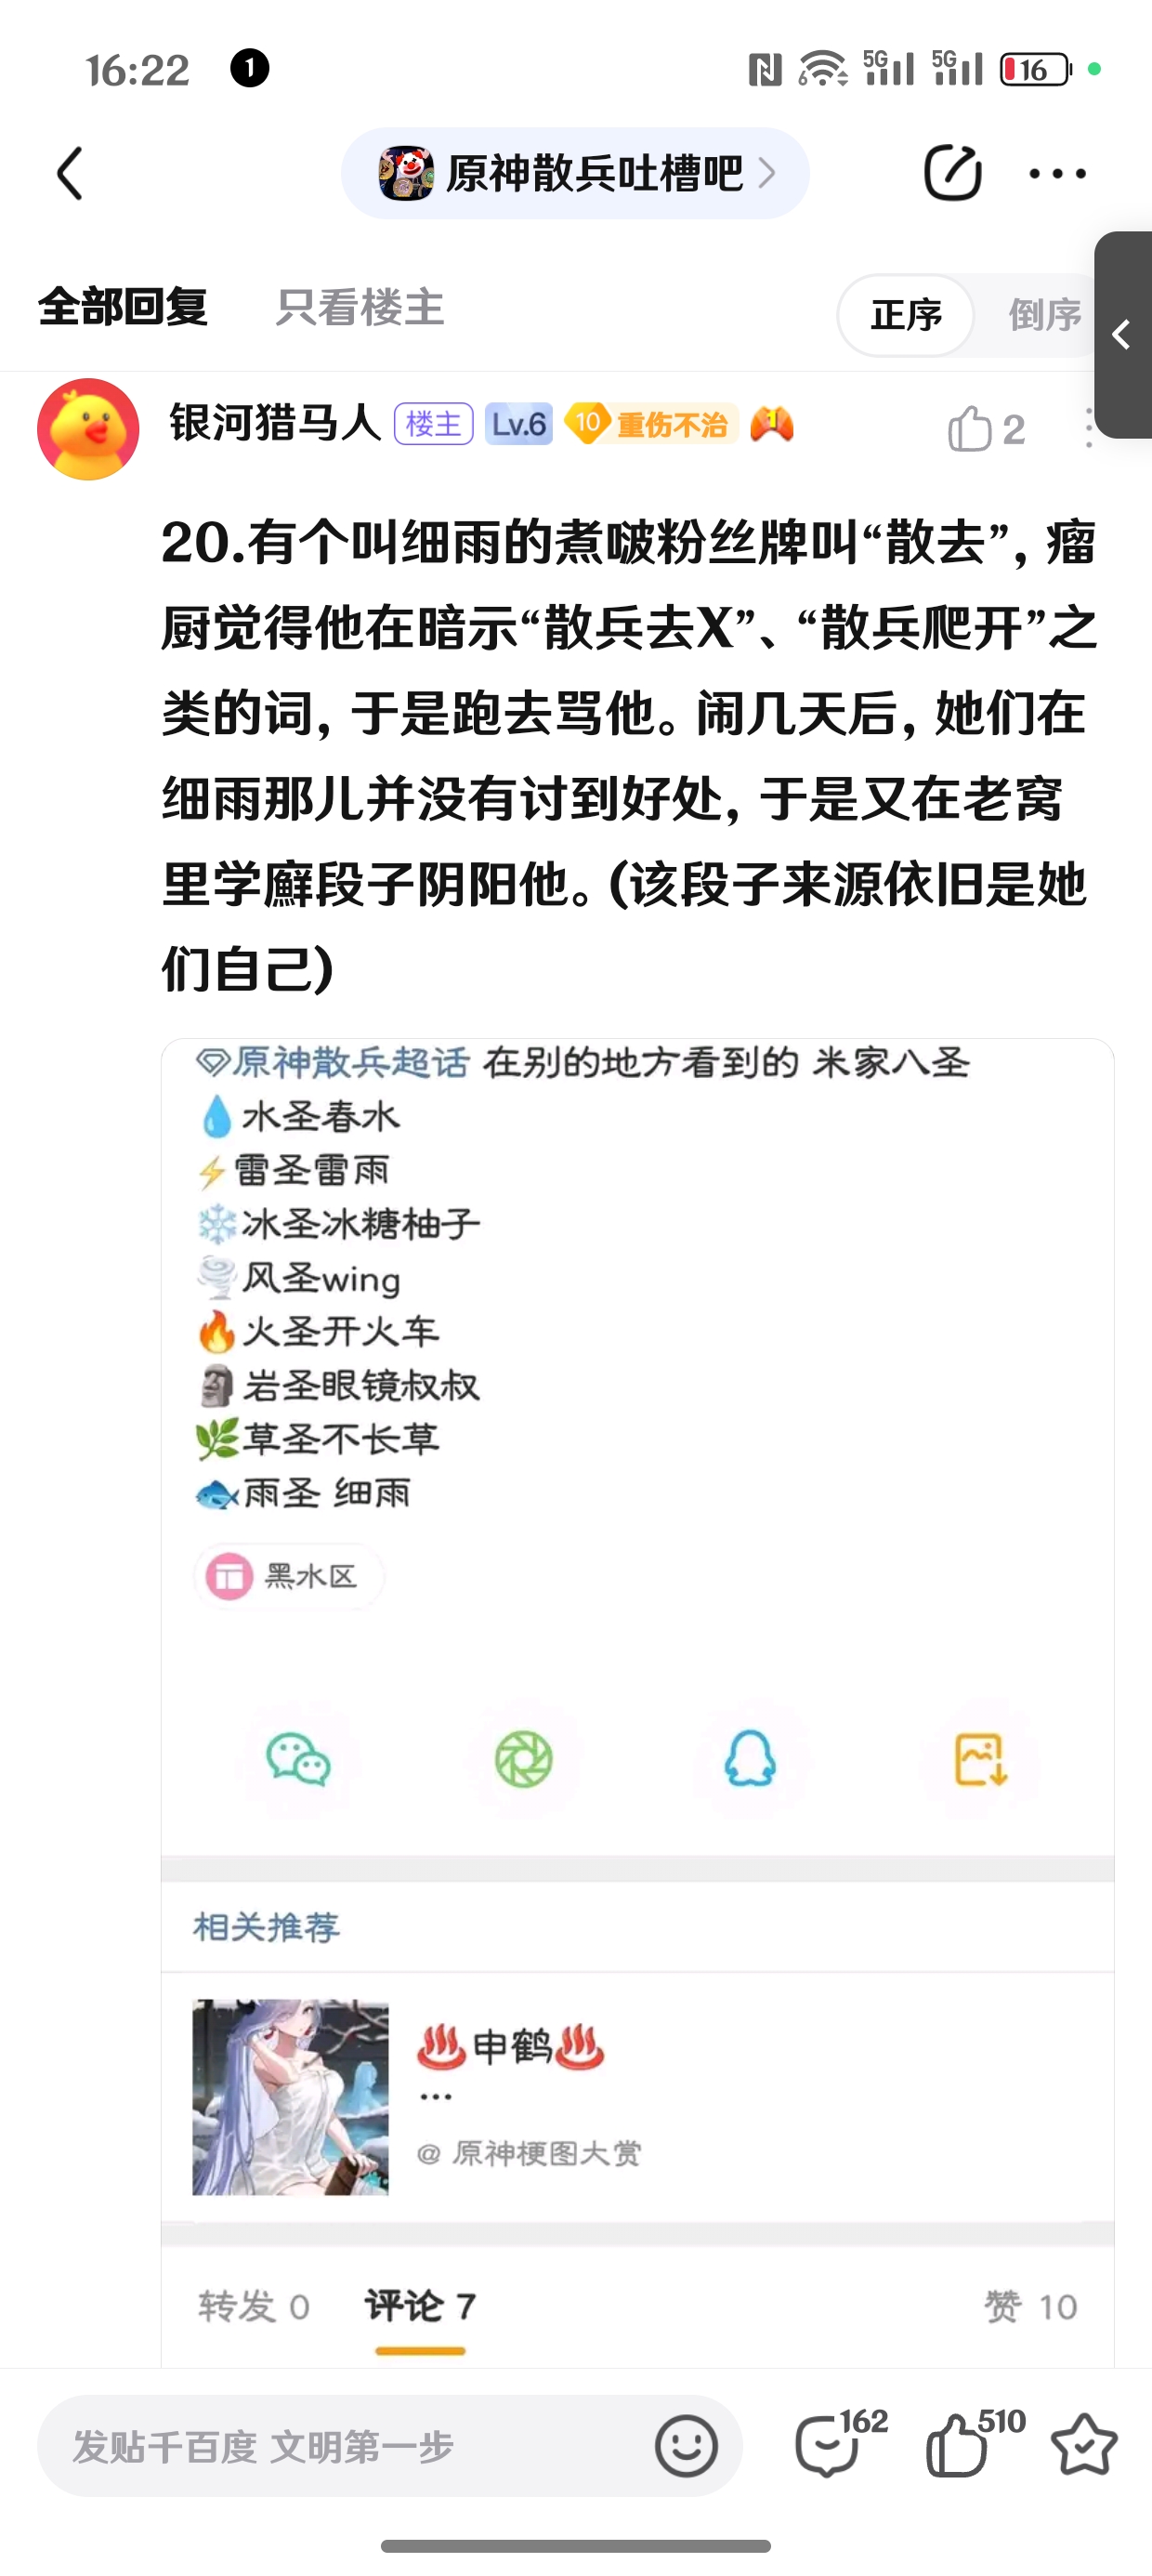 16:22 1 5G 5G 16
原神散兵吐槽吧
全部回复 只看楼主 正序 倒序
银河猎马人 楼主 Lv.6 10 重伤不治 2
20.有个叫细雨的煮啵粉丝牌叫“散去”，瘤
厨觉得他在暗示“散兵去X”、“散兵爬开”之
类的词，于是跑去骂他。闹几天后，她们在
细雨那儿并没有讨到好处，于是又在老窝
里学廯段子阴阳他。（该段子来源依旧是她
们自己）
原神散兵超话 在别的地方看到的 米家八圣
💧水圣春水
⚡雷圣雷雨
❄️冰圣冰糖柚子
🌪️风圣wing
🔥火圣开火车
🗿岩圣眼镜叔叔
🌿草圣不长草
🐟雨圣 细雨
黑水区
相关推荐
♨️申鹤♨️
...
@ 原神梗图大赏
转发 0 评论 7 赞 10
发贴千百度 文明第一步 162 510